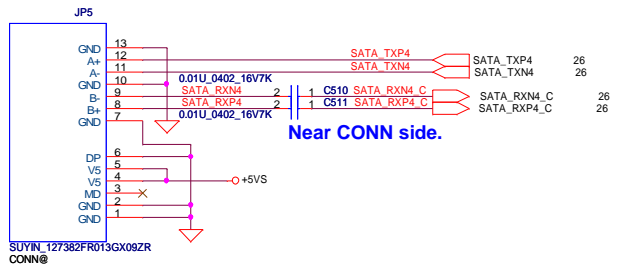 JP5
GND 13
A+ 12 SATA_TXP4 SATA_TXP4 26
A- 11 SATA_TXN4 SATA_TXN4 26
GND 10
0.01U_0402_16V7K
B- 9 SATA_RXN4 2 1 C510 SATA_RXN4_C SATA_RXN4_C 26
B+ 8 SATA_RXP4 2 1 C511 SATA_RXP4_C SATA_RXP4_C 26
GND 7
0.01U_0402_16V7K
Near CONN side.
DP 6
V5 5
V5 4 +5VS
MD 3
GND 2
GND 1
SUYIN_127382FR013GX09ZR
CONN@